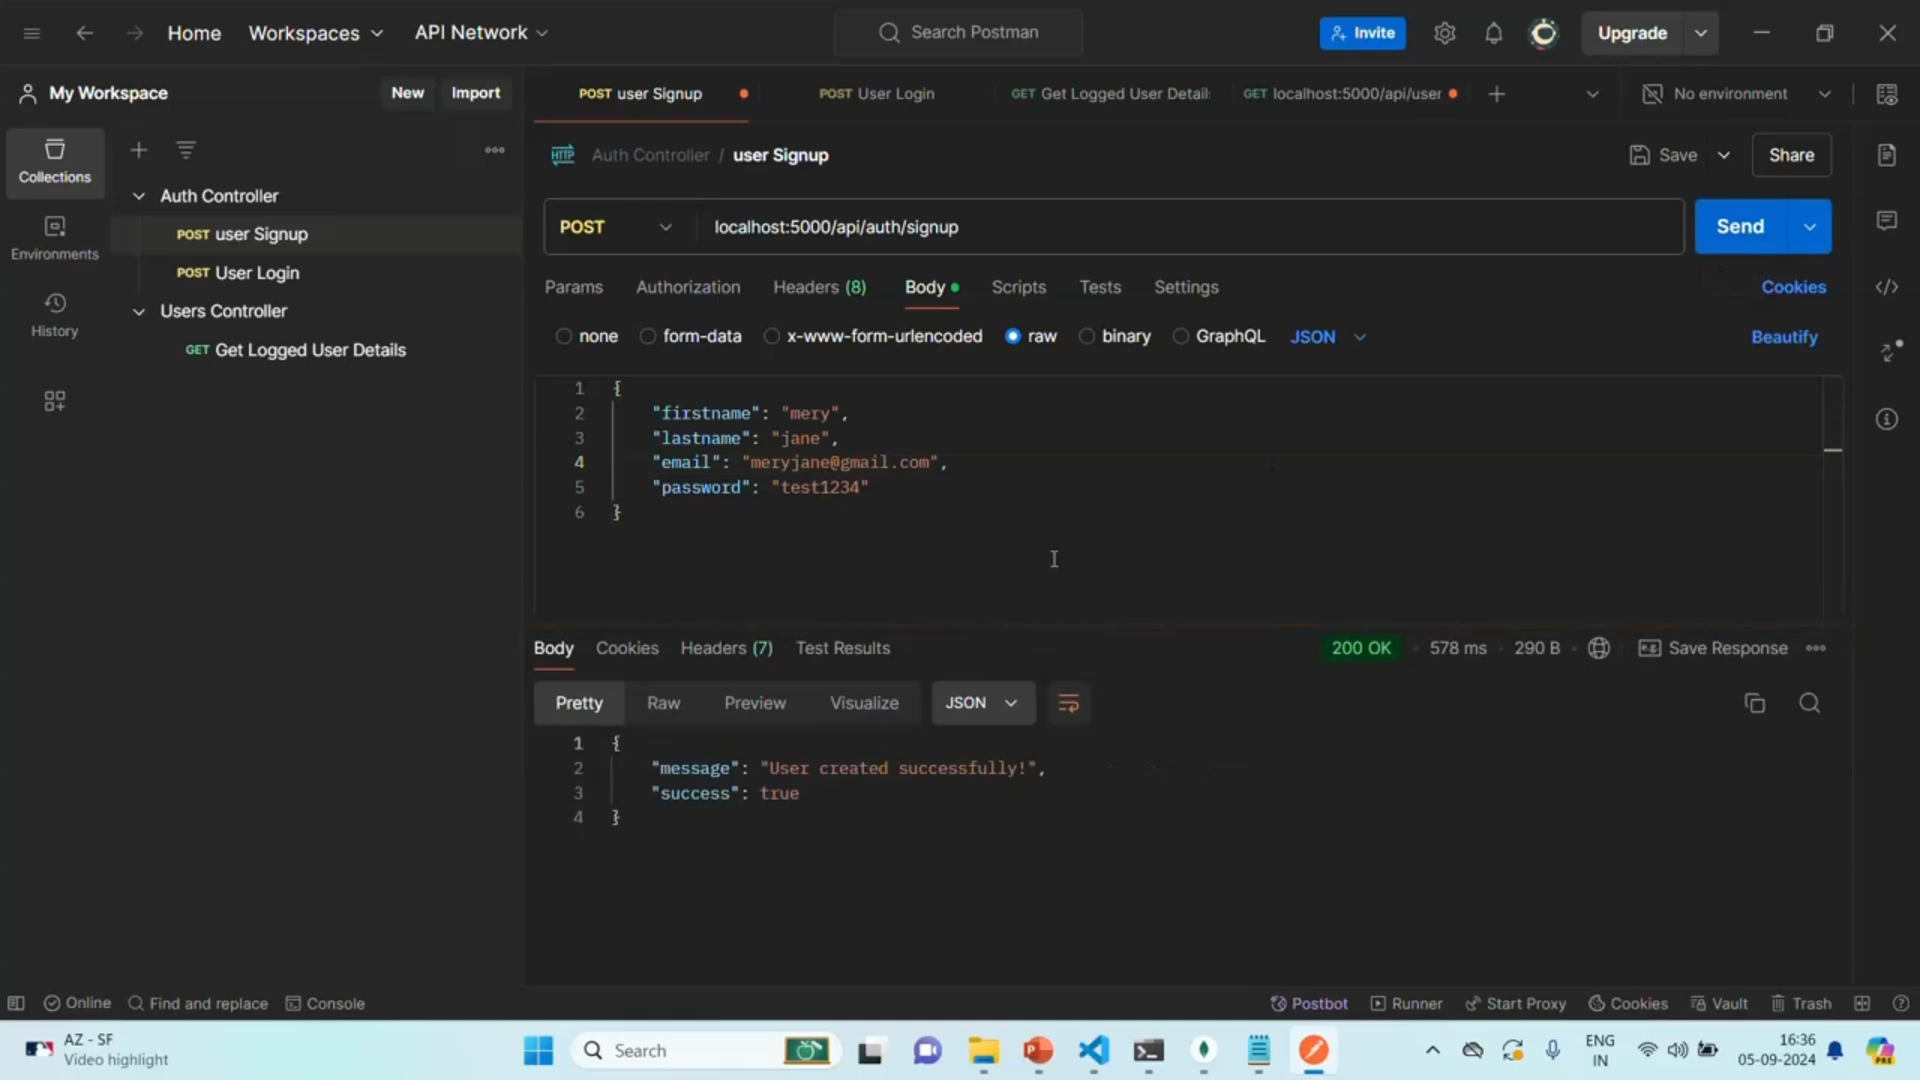 Home Workspaces API Network Search Postman Invite Upgrade
My Workspace New Import POST user Signup POST User Login GET Get Logged User Details GET localhost:5000/api/user No environment
Collections
Environments
History
Auth Controller
POST user Signup
POST User Login
Users Controller
GET Get Logged User Details
HTTP Auth Controller / user Signup Save Share
POST localhost:5000/api/auth/signup Send
Params Authorization Headers (8) Body Scripts Tests Settings Cookies
none form-data x-www-form-urlencoded raw binary GraphQL JSON Beautify
1 {
2 "firstname": "mery",
3 "lastname": "jane",
4 "email": "meryjane@gmail.com",
5 "password": "test1234"
6 }
Body Cookies Headers (7) Test Results 200 OK 578 ms 290 B e.g. Save Response
Pretty Raw Preview Visualize JSON
1 {
2 "message": "User created successfully!",
3 "success": true
4 }
Online Find and replace Console Postbot Runner Start Proxy Cookies Vault Trash
AZ - SF
Video highlight
Search
ENG
IN
16:36
05-09-2024
PRE